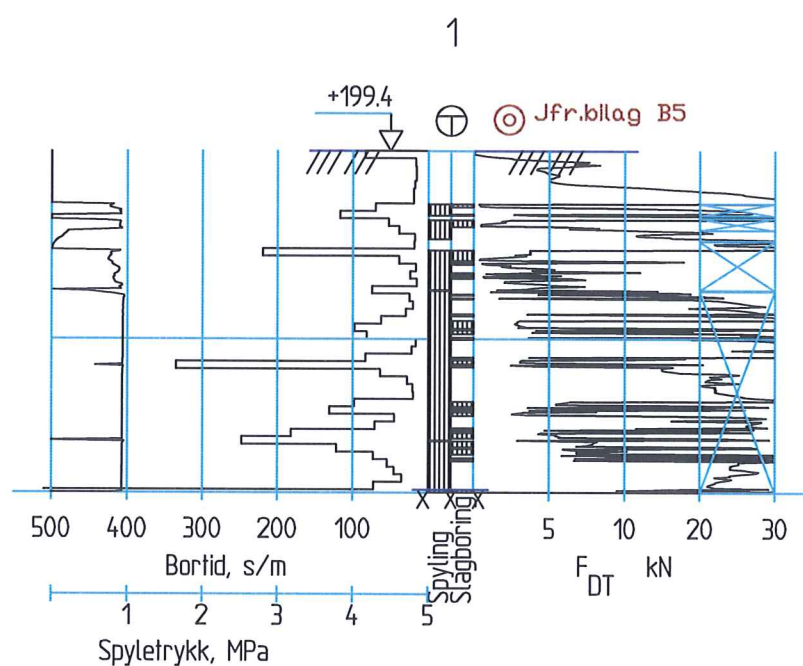 1
+199.4
Jfr.bilag B5
500 400 300 200 100
5 10 20 30
Bortid, s/m
Spyling
Slagboring
F DT kN
1 2 3 4 5
Spyletrykk, MPa